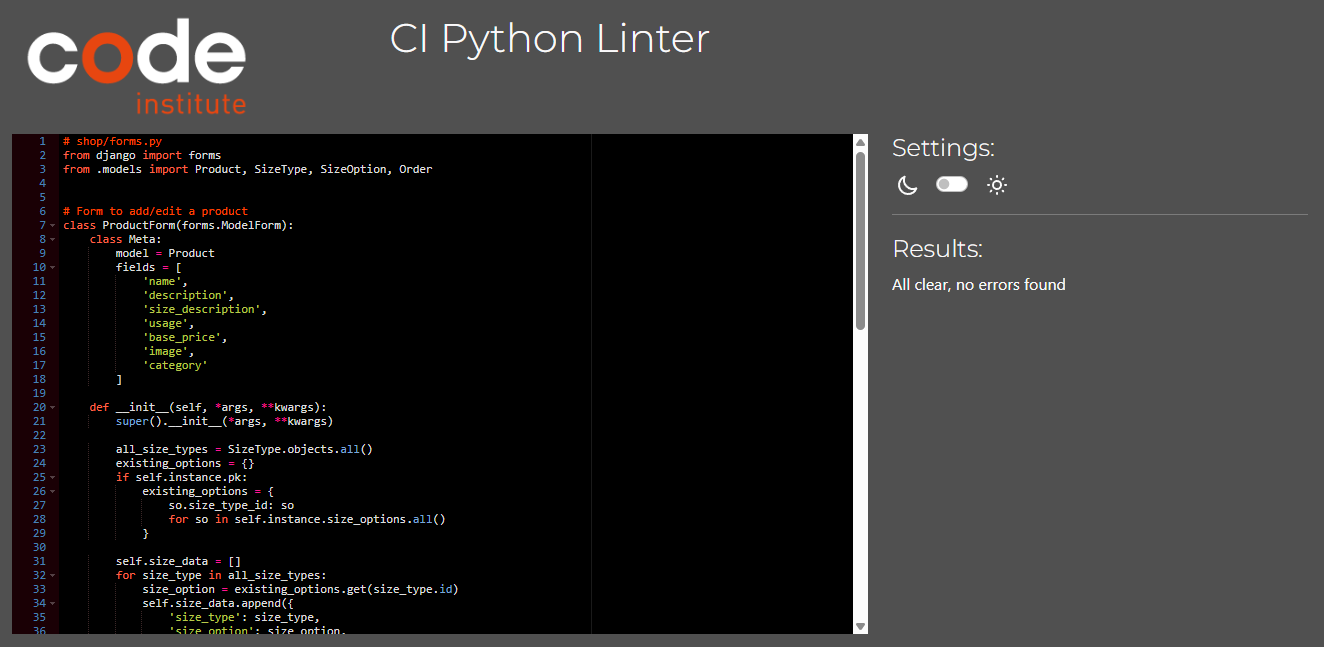 code
institute
CI Python Linter
1 # shop/forms.py
2 from django import forms
3 from .models import Product, SizeType, SizeOption, Order
4
5
6 # Form to add/edit a product
7 class ProductForm(forms.ModelForm):
8     class Meta:
9         model = Product
10         fields = [
11             'name',
12             'description',
13             'size_description',
14             'usage',
15             'base_price',
16             'image',
17             'category'
18         ]
19
20     def __init__(self, *args, **kwargs):
21         super().__init__(*args, **kwargs)
22
23         all_size_types = SizeType.objects.all()
24         existing_options = {}
25         if self.instance.pk:
26             existing_options = {
27                 so.size_type_id: so
28                 for so in self.instance.size_options.all()
29             }
30
31         self.size_data = []
32         for size_type in all_size_types:
33             size_option = existing_options.get(size_type.id)
34             self.size_data.append({
35                 'size_type': size_type,
36                 'size_option': size_option,
Settings:
Results:
All clear, no errors found